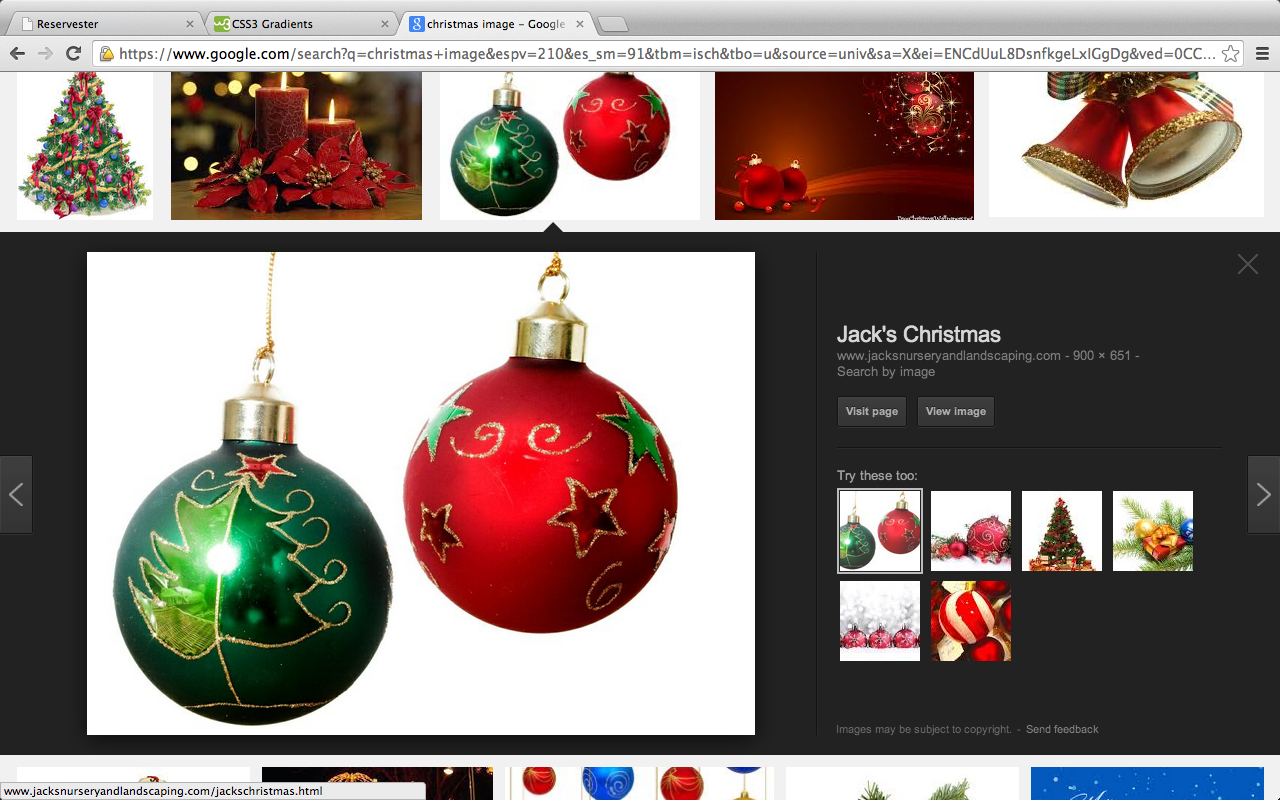 Reservester
w3 CSS3 Gradients
christmas image - Google
https://www.google.com/search?q=christmas+image&espv=210&es_sm=91&tbm=isch&tbo=u&source=univ&sa=X&ei=ENCdUuL8DsnfkgeLxIGgDg&ved=0CC...
Jack's Christmas
www.jacksnurseryandlandscaping.com - 900 × 651 -
Search by image
Visit page
View image
Try these too:
Images may be subject to copyright. - Send feedback
www.jacksnurseryandlandscaping.com/jackschristmas.html